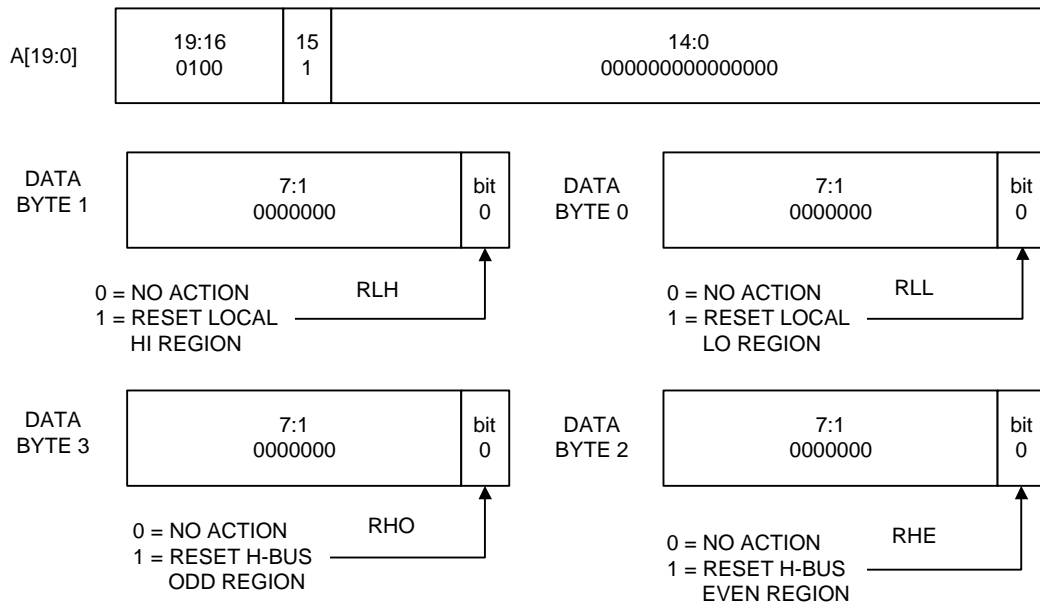 A[19:0]
19:16 15 14:0
0100 1 000000000000000
DATA
BYTE 1
7:1 bit
0000000 0
DATA
BYTE 0
7:1 bit
0000000 0
0 = NO ACTION
1 = RESET LOCAL
HI REGION
RLH
0 = NO ACTION
1 = RESET LOCAL
LO REGION
RLL
DATA
BYTE 3
7:1 bit
0000000 0
DATA
BYTE 2
7:1 bit
0000000 0
0 = NO ACTION
1 = RESET H-BUS
ODD REGION
RHO
0 = NO ACTION
1 = RESET H-BUS
EVEN REGION
RHE